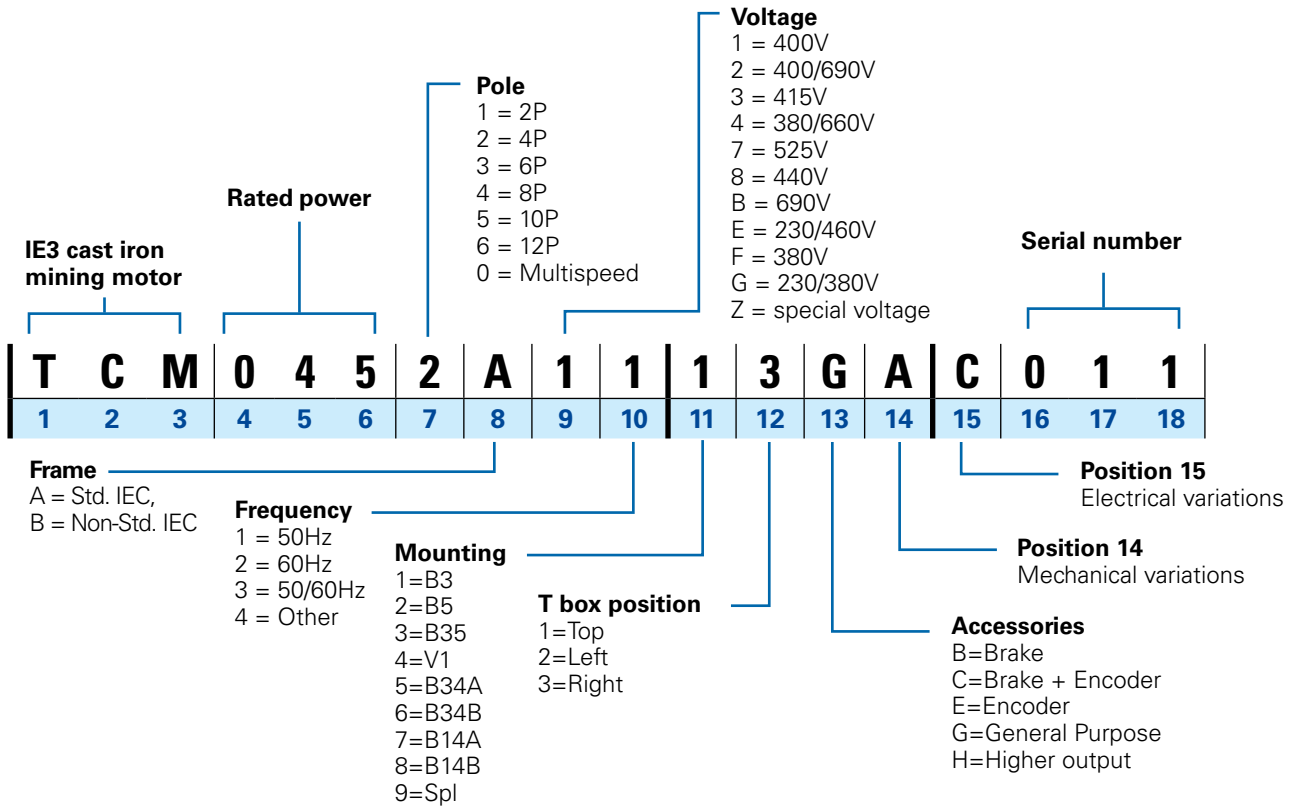 Voltage
1 = 400V
2 = 400/690V
3 = 415V
4 = 380/660V
7 = 525V
8 = 440V
B = 690V
E = 230/460V
F = 380V
G = 230/380V
Z = special voltage
Pole
1 = 2P
2 = 4P
3 = 6P
4 = 8P
5 = 10P
6 = 12P
0 = Multispeed
Rated power
IE3 cast iron
mining motor
Serial number
T C M 0 4 5 2 A 1 1 1 3 G A C 0 1 1
1 2 3 4 5 6 7 8 9 10 11 12 13 14 15 16 17 18
Frame
A = Std. IEC,
B = Non-Std. IEC
Frequency
1 = 50Hz
2 = 60Hz
3 = 50/60Hz
4 = Other
Mounting
1=B3
2=B5
3=B35
4=V1
5=B34A
6=B34B
7=B14A
8=B14B
9=Spl
T box position
1=Top
2=Left
3=Right
Accessories
B=Brake
C=Brake + Encoder
E=Encoder
G=General Purpose
H=Higher output
Position 14
Mechanical variations
Position 15
Electrical variations